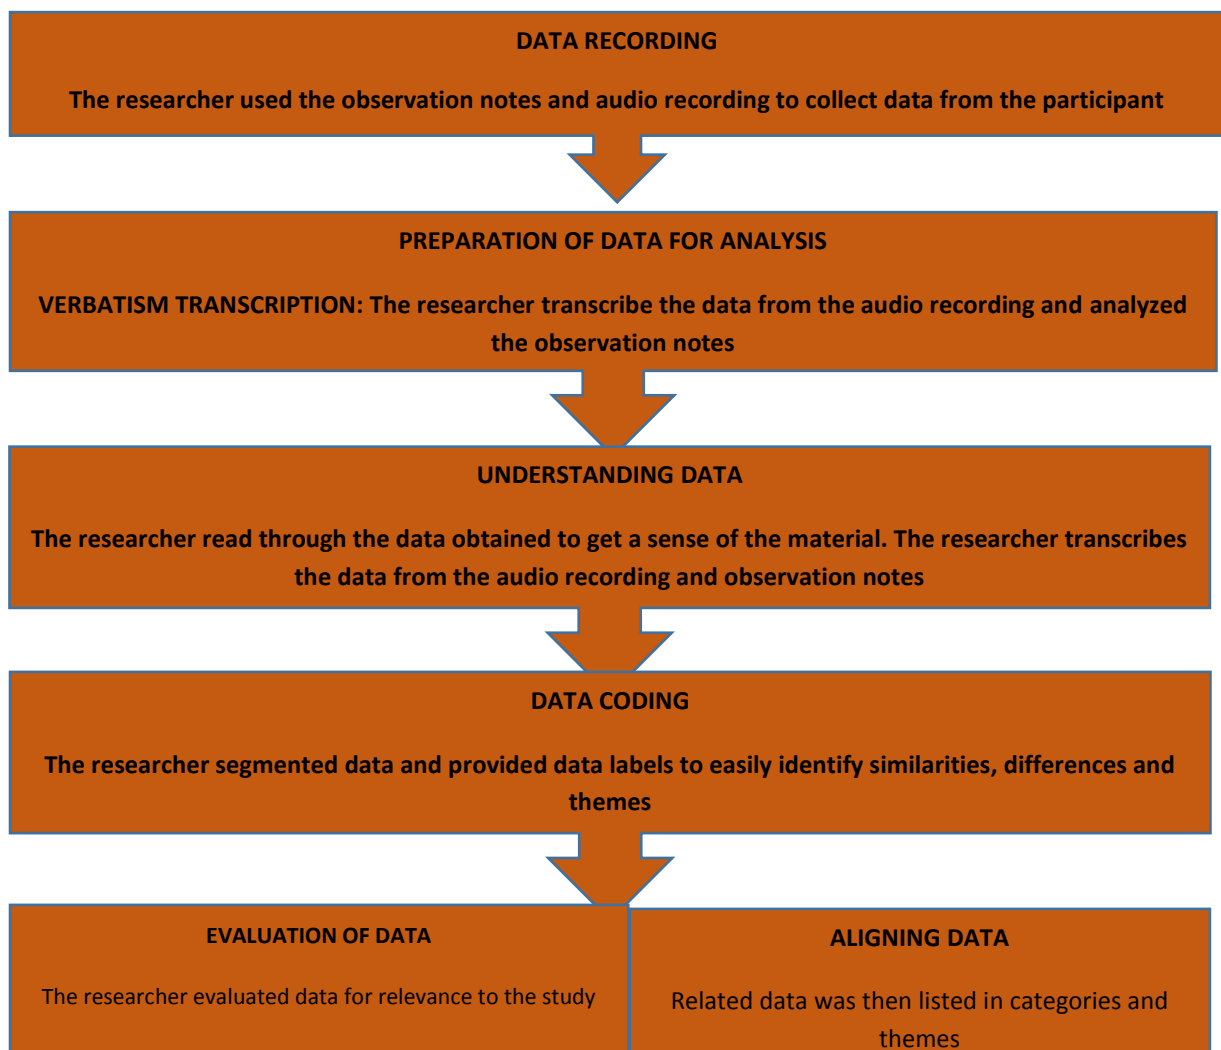 DATA RECORDING
The researcher used the observation notes and audio recording to collect data from the participant
PREPARATION OF DATA FOR ANALYSIS
VERBATISM TRANSCRIPTION: The researcher transcribe the data from the audio recording and analyzed
the observation notes
UNDERSTANDING DATA
The researcher read through the data obtained to get a sense of the material. The researcher transcribes
the data from the audio recording and observation notes
DATA CODING
The researcher segmented data and provided data labels to easily identify similarities, differences and
themes
EVALUATION OF DATA
The researcher evaluated data for relevance to the study
ALIGNING DATA
Related data was then listed in categories and
themes